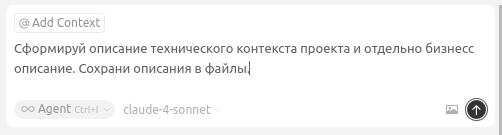 @ Add Context
Сформируй описание технического контекста проекта и отдельно бизнесс
описание. Сохрани описания в файлы.
∞ Agent Ctrl+I claude-4-sonnet